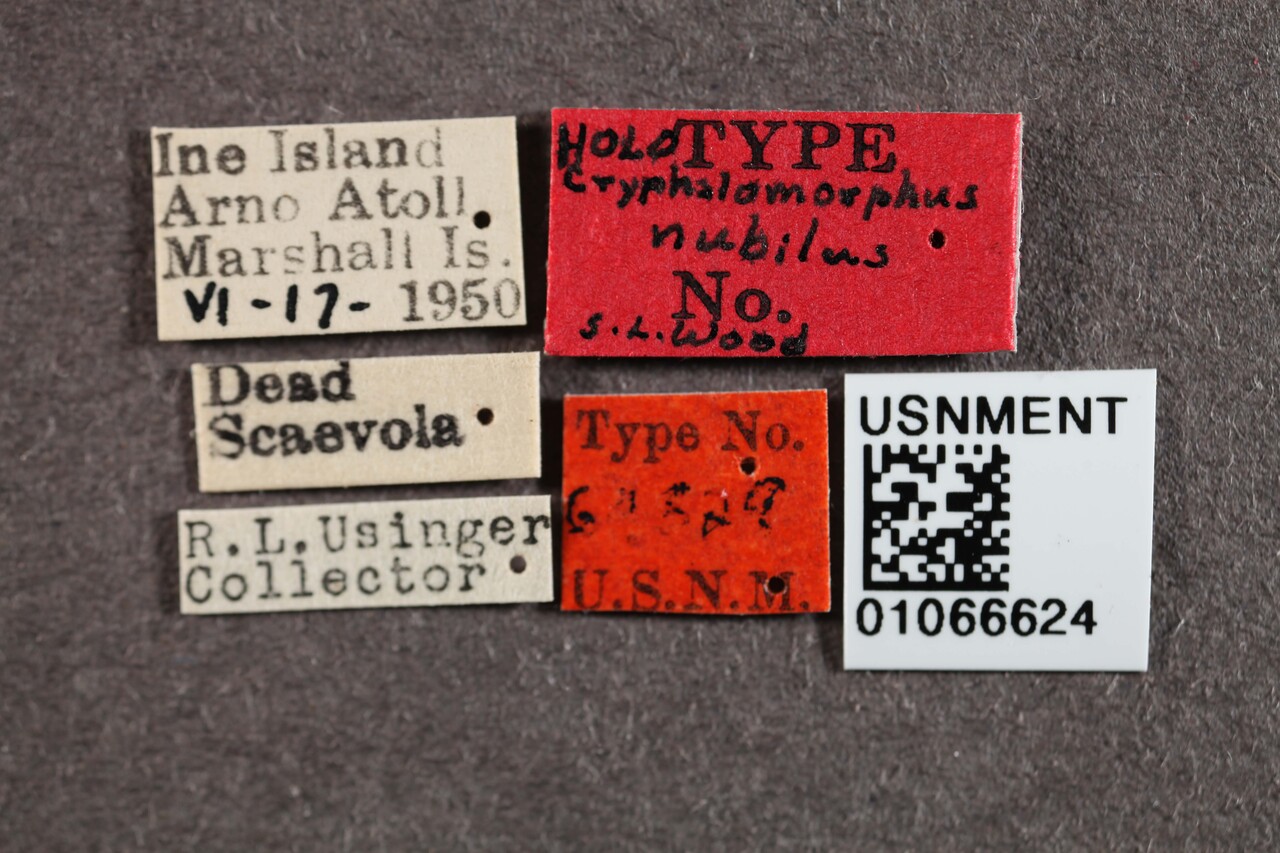 Ine Island
Arno Atoll
Marshall Is.
VI-17- 1950
Dead
Scaevola
R.L.Usinger
Collector
HOLOTYPE
Cryphalomorphus
nubilus
No.
S.L.Wood
Type No.
U.S.N.M.
USNMENT
01066624